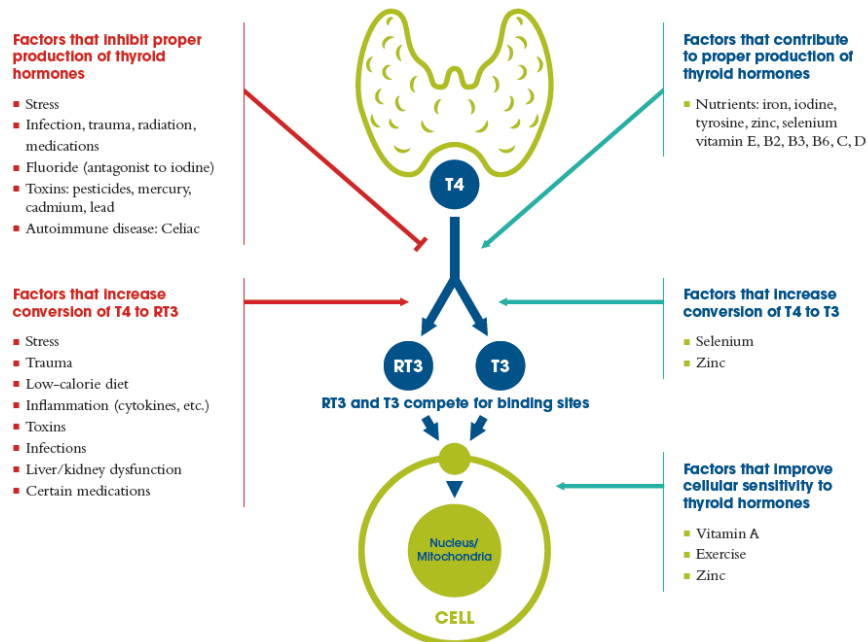 Factors that inhibit proper
production of thyroid
hormones
Stress
Infection, trauma, radiation,
medications
Fluoride (antagonist to iodine)
Toxins: pesticides, mercury,
cadmium, lead
Autoimmune disease: Celiac
Factors that contribute
to proper production of
thyroid hormones
Nutrients: iron, iodine,
tyrosine, zinc, selenium
vitamin E, B2, B3, B6, C, D
T4
Factors that increase
conversion of T4 to RT3
Stress
Trauma
Low-calorie diet
Inflammation (cytokines, etc.)
Toxins
Infections
Liver/kidney dysfunction
Certain medications
Factors that increase
conversion of T4 to T3
Selenium
Zinc
RT3
T3
RT3 and T3 compete for binding sites
Factors that improve
cellular sensitivity to
thyroid hormones
Vitamin A
Exercise
Zinc
Nucleus/
Mitochondria
CELL